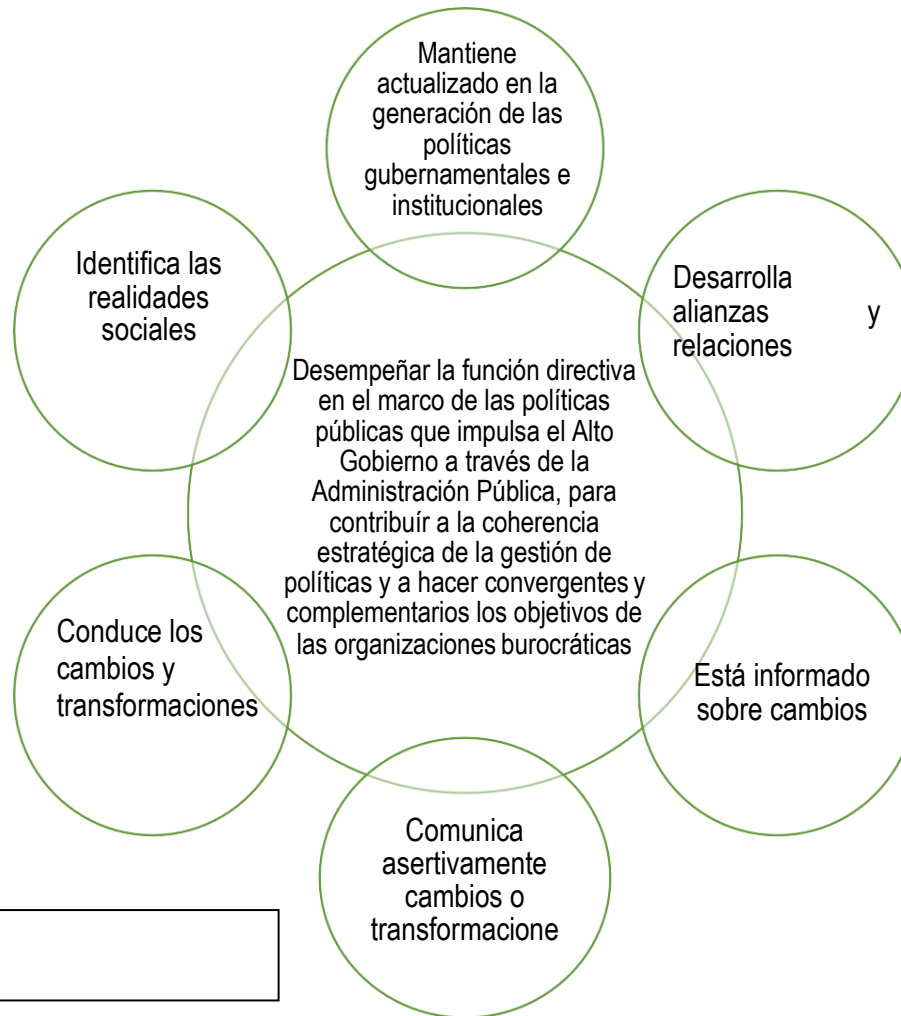 Mantiene
actualizado en la
generación de las
políticas
gubernamentales e
institucionales
Desarrolla
alianzas y
relaciones
Está informado
sobre cambios
Comunica
asertivamente
cambios o
transformacione
Conduce los
cambios y
transformaciones
Identifica las
realidades
sociales
Desempeñar la función directiva
en el marco de las políticas
públicas que impulsa el Alto
Gobierno a través de la
Administración Pública, para
contribuír a la coherencia
estratégica de la gestión de
políticas y a hacer convergentes y
complementarios los objetivos de
las organizaciones burocráticas